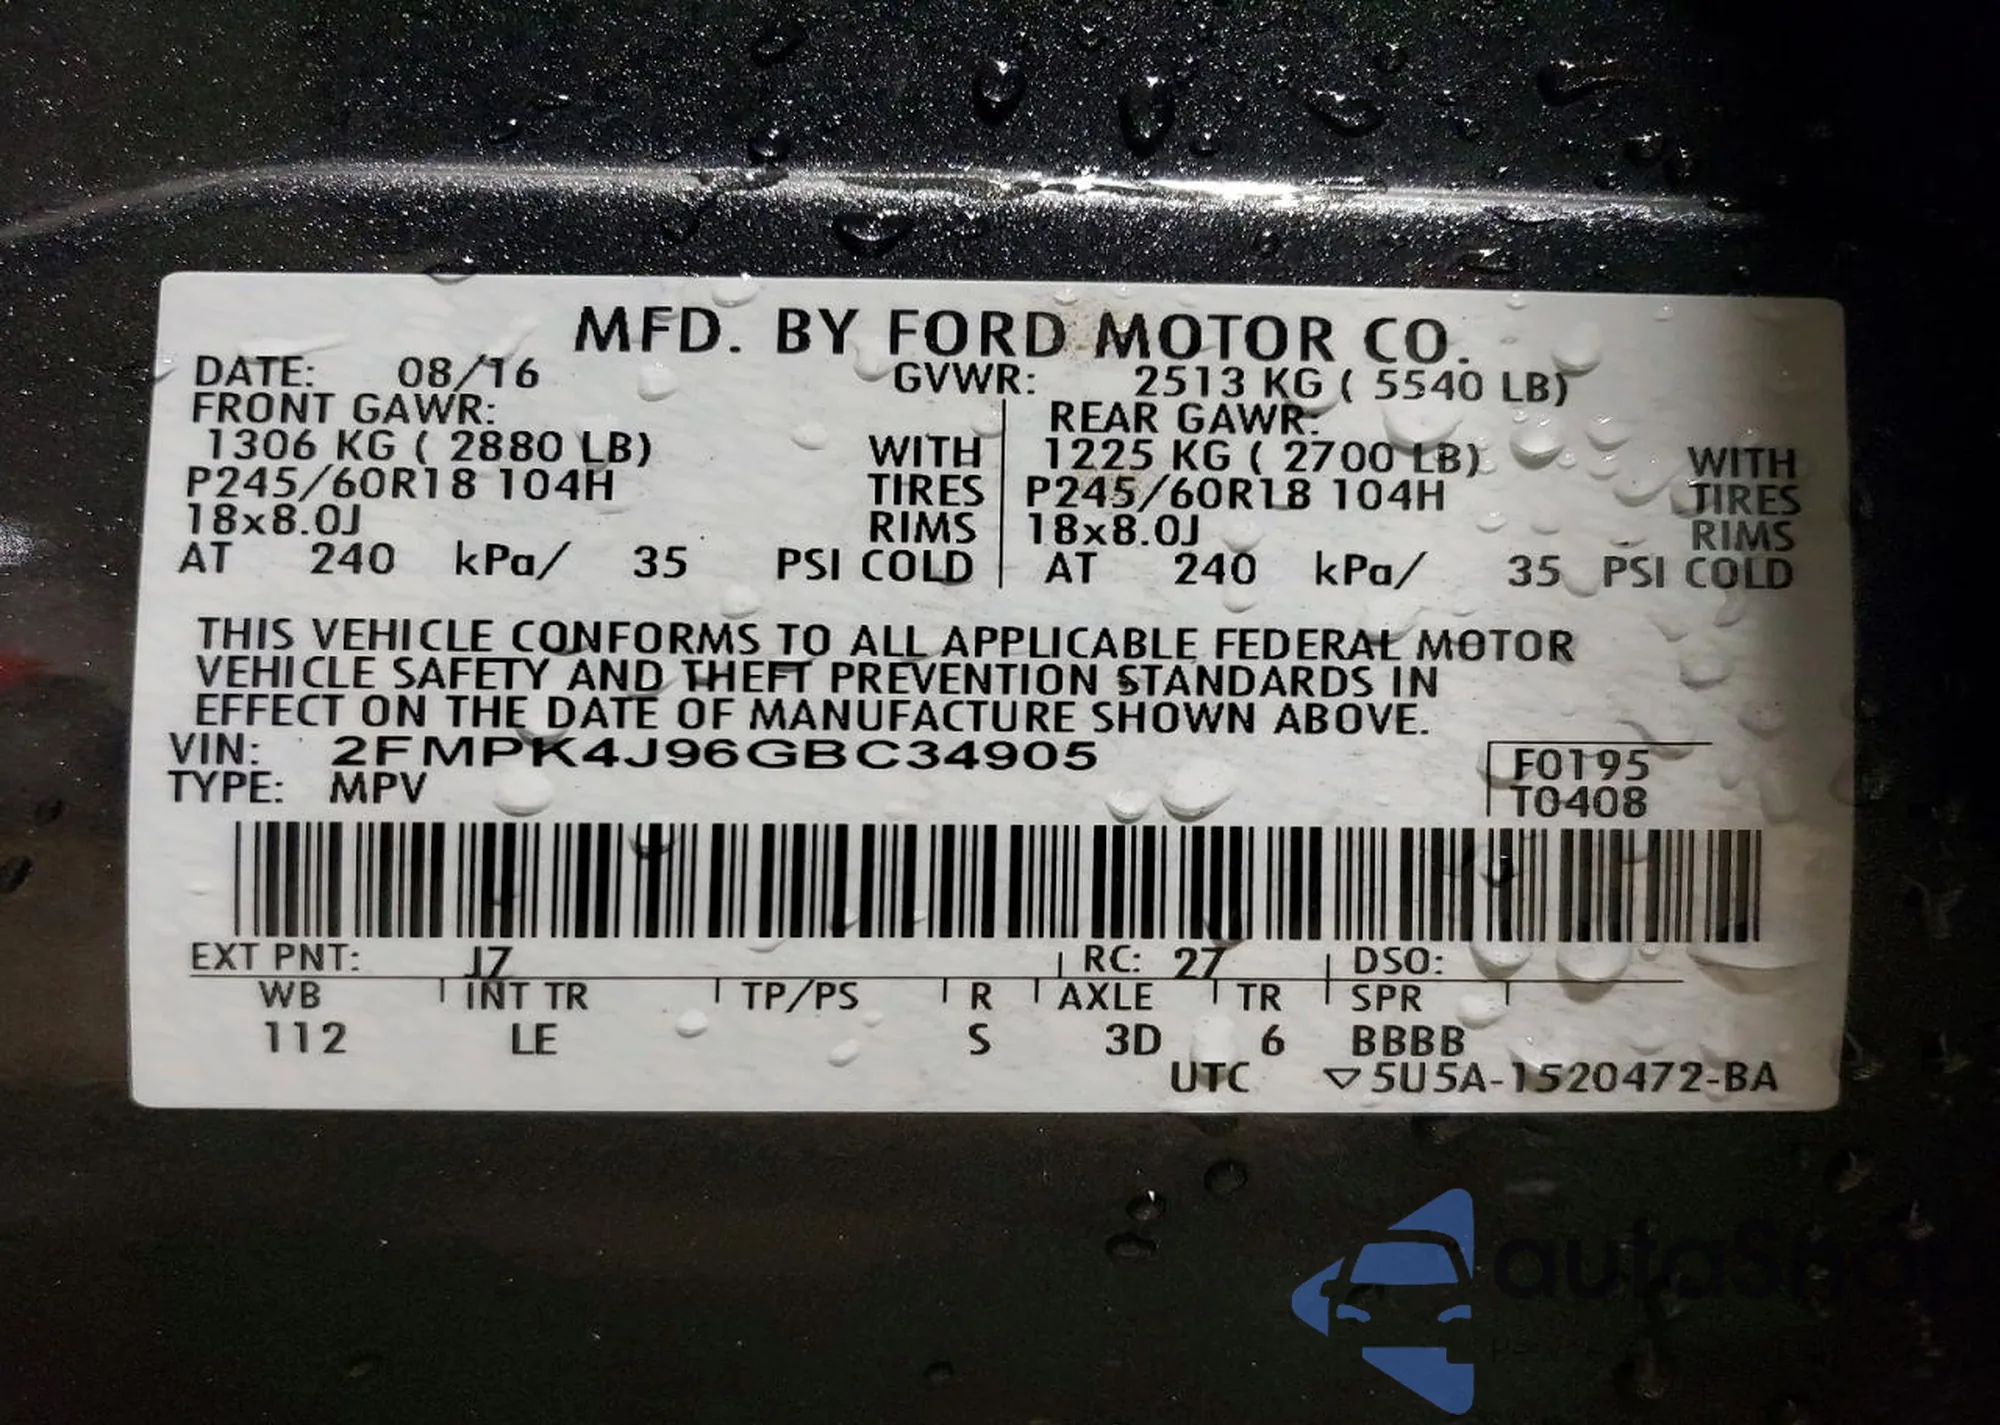 MFD. BY FORD MOTOR CO.
DATE: 08/16 GVWR: 2513 KG ( 5540 LB)
FRONT GAWR: REAR GAWR:
1306 KG ( 2880 LB) WITH 1225 KG ( 2700 LB) WITH
P245/60R18 104H TIRES P245/60R18 104H TIRES
18x8.0J RIMS 18x8.0J RIMS
AT 240 kPa/ 35 PSI COLD AT 240 kPa/ 35 PSI COLD
THIS VEHICLE CONFORMS TO ALL APPLICABLE FEDERAL MOTOR
VEHICLE SAFETY AND THEFT PREVENTION STANDARDS IN
EFFECT ON THE DATE OF MANUFACTURE SHOWN ABOVE.
VIN: 2FMPK4J96GBC34905
TYPE: MPV
F0195
T0408
EXT PNT: J7 RC: 27 DSO:
WB INT TR TP/PS R AXLE TR SPR
112 LE S 3D 6 BBBB
UTC ▽5U5A-1520472-BA
autoSnap